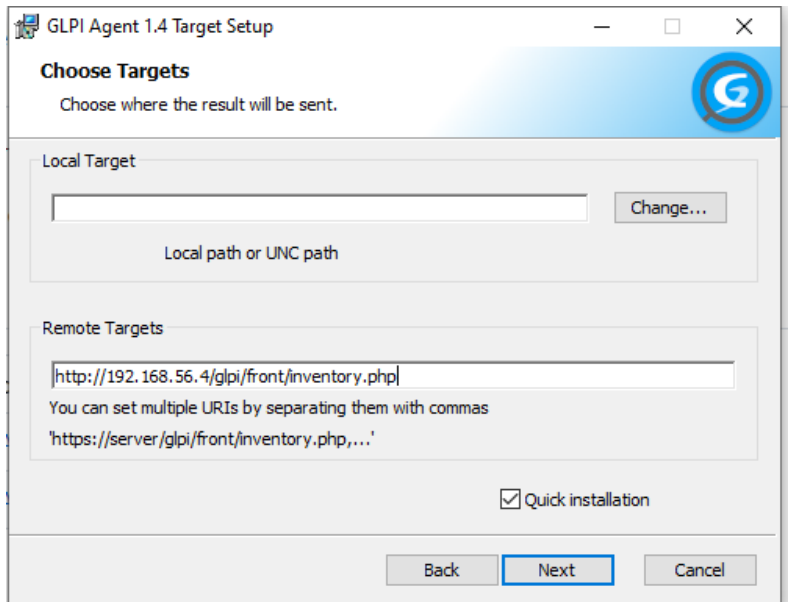 GLPI Agent 1.4 Target Setup
Choose Targets
Choose where the result will be sent.
Local Target
Change...
Local path or UNC path
Remote Targets
http://192.168.56.4/glpi/front/inventory.php
You can set multiple URIs by separating them with commas
'https://server/glpi/front/inventory.php,...'
Quick installation
Back Next Cancel